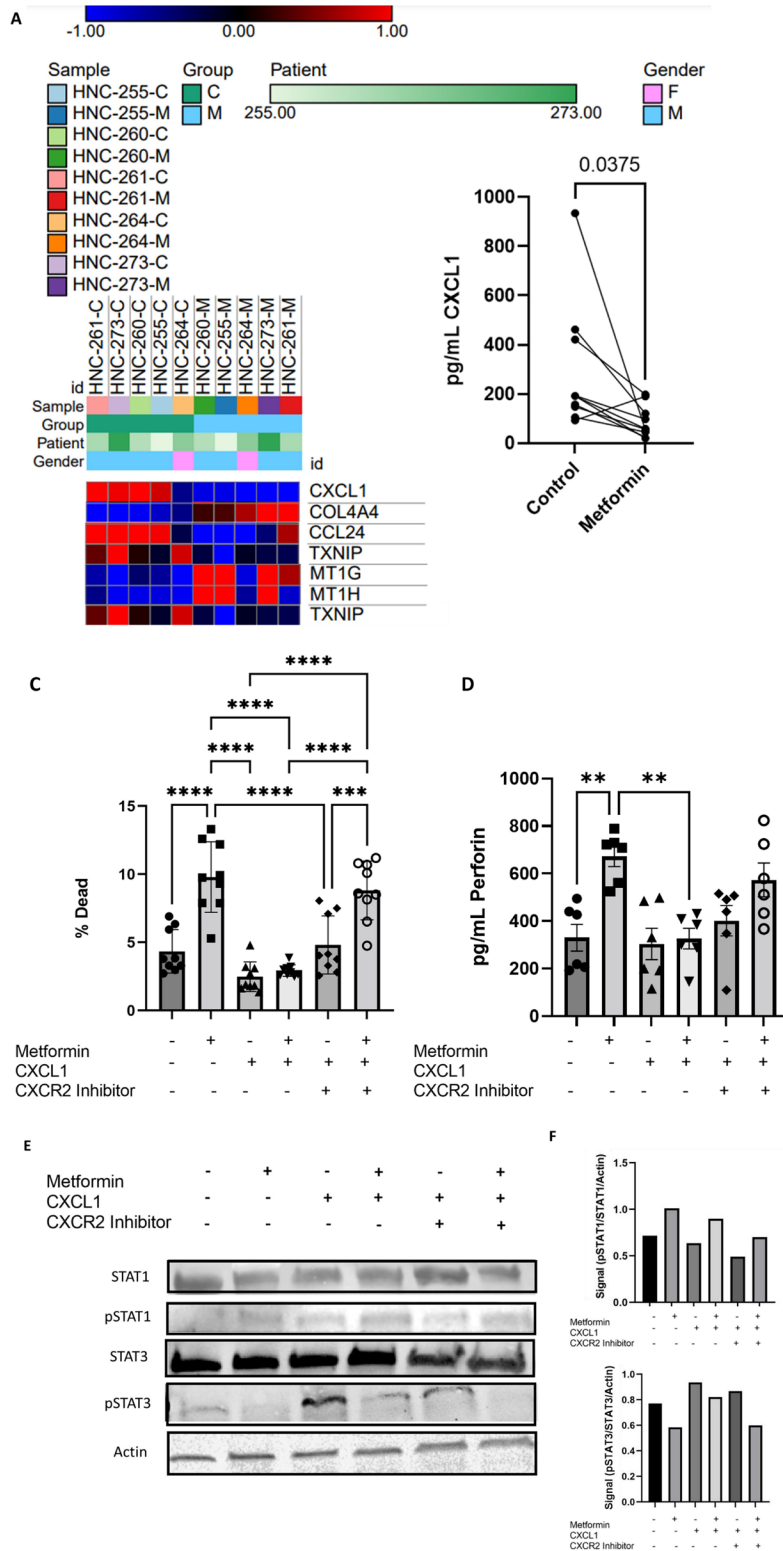 A
-1.00 0.00 1.00
Sample Group Patient Gender
HNC-255-C C F
HNC-255-M M 255.00 273.00 M
HNC-260-C
HNC-260-M
HNC-261-C
HNC-261-M
HNC-264-C
HNC-264-M
HNC-273-C
HNC-273-M
id HNC-261-C HNC-273-C HNC-260-C HNC-255-C HNC-264-C HNC-260-M HNC-255-M HNC-264-M HNC-273-M HNC-261-M
Sample
Group
Patient
Gender id
CXCL1
COL4A4
CCL24
TXNIP
MT1G
MT1H
TXNIP
0.0375
pg/mL CXCL1
1000
800
600
400
200
0
Control Metformin
C
**** 
****
**** ****
**** **** ***
% Dead
15
10
5
0
Metformin - + - + - +
CXCL1 - - + + + +
CXCR2 Inhibitor - - - - + +
D
** **
pg/mL Perforin
1000
800
600
400
200
0
Metformin - + - + - +
CXCL1 - - + + + +
CXCR2 Inhibitor - - - - + +
E
Metformin - + - + - +
CXCL1 - - + + + +
CXCR2 Inhibitor - - - - + +
STAT1
pSTAT1
STAT3
pSTAT3
Actin
F
Signal (pSTAT1/STAT1/Actin)
1.5
1.0
0.5
0.0
Metformin - + - + - +
CXCL1 - - + + + +
CXCR2 Inhibitor - - - - + +
Signal (pSTAT3/STAT3/Actin)
1.0
0.8
0.6
0.4
0.2
0.0
Metformin - + - + - +
CXCL1 - - + + + +
CXCR2 Inhibitor - - - - + +